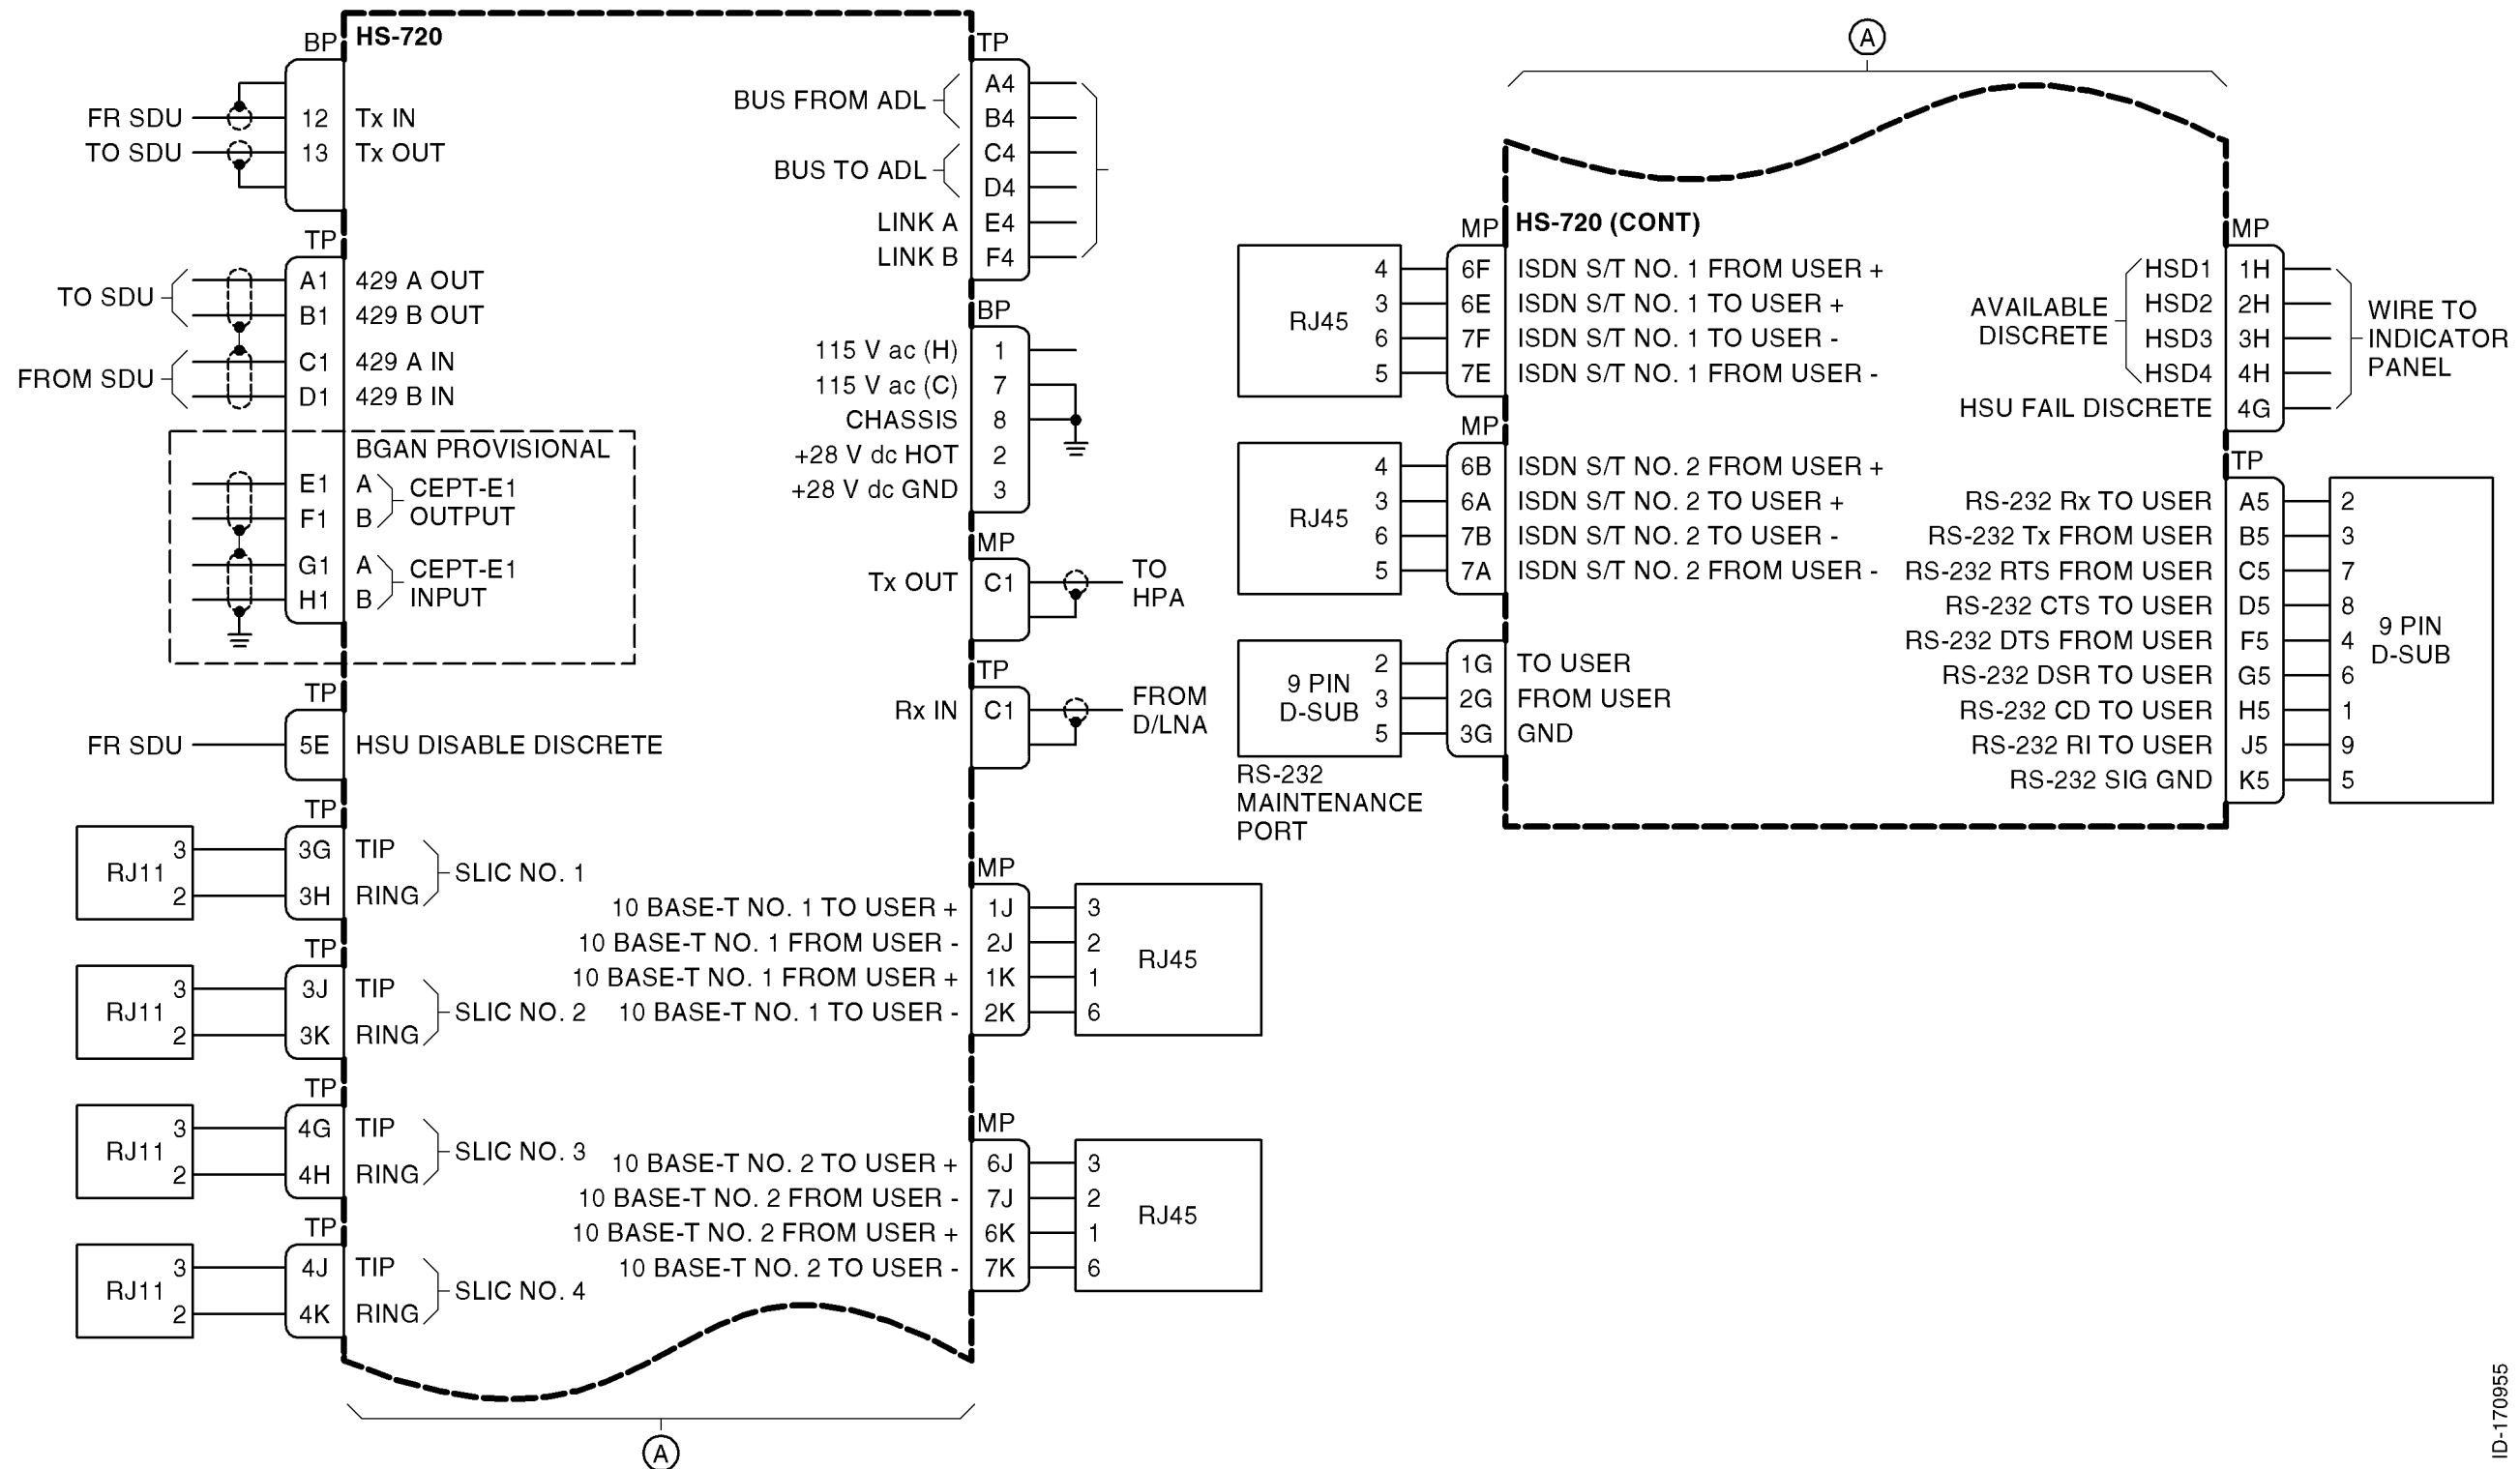 HS-720
BP
FR SDU 12 Tx IN
TO SDU 13 Tx OUT
TP
TO SDU
A1 429 A OUT
B1 429 B OUT
FROM SDU
C1 429 A IN
D1 429 B IN
BGAN PROVISIONAL
E1 A
F1 B
CEPT-E1
OUTPUT
G1 A
H1 B
CEPT-E1
INPUT
TP
FR SDU 5E HSU DISABLE DISCRETE
TP
RJ11
3 3G TIP
2 3H RING
SLIC NO. 1
TP
RJ11
3 3J TIP
2 3K RING
SLIC NO. 2
TP
RJ11
3 4G TIP
2 4H RING
SLIC NO. 3
TP
RJ11
3 4J TIP
2 4K RING
SLIC NO. 4
TP
BUS FROM ADL
A4
B4
BUS TO ADL
C4
D4
LINK A E4
LINK B F4
BP
115 V ac (H) 1
115 V ac (C) 7
CHASSIS 8
+28 V dc HOT 2
+28 V dc GND 3
MP
Tx OUT C1
TO
HPA
TP
Rx IN C1
FROM
D/LNA
MP
10 BASE-T NO. 1 TO USER + 1J 3
10 BASE-T NO. 1 FROM USER - 2J 2
10 BASE-T NO. 1 FROM USER + 1K 1
10 BASE-T NO. 1 TO USER - 2K 6
RJ45
MP
10 BASE-T NO. 2 TO USER + 6J 3
10 BASE-T NO. 2 FROM USER - 7J 2
10 BASE-T NO. 2 FROM USER + 6K 1
10 BASE-T NO. 2 TO USER - 7K 6
RJ45
A
A
HS-720 (CONT)
MP
RJ45
4 6F ISDN S/T NO. 1 FROM USER +
3 6E ISDN S/T NO. 1 TO USER +
6 7F ISDN S/T NO. 1 TO USER -
5 7E ISDN S/T NO. 1 FROM USER -
MP
RJ45
4 6B ISDN S/T NO. 2 FROM USER +
3 6A ISDN S/T NO. 2 TO USER +
6 7B ISDN S/T NO. 2 TO USER -
5 7A ISDN S/T NO. 2 FROM USER -
9 PIN
D-SUB
2 1G TO USER
3 2G FROM USER
5 3G GND
RS-232
MAINTENANCE
PORT
MP
AVAILABLE
DISCRETE
HSD1 1H
HSD2 2H
HSD3 3H
HSD4 4H
HSU FAIL DISCRETE 4G
WIRE TO
INDICATOR
PANEL
TP
RS-232 Rx TO USER A5 2
RS-232 Tx FROM USER B5 3
RS-232 RTS FROM USER C5 7
RS-232 CTS TO USER D5 8
RS-232 DTS FROM USER F5 4
RS-232 DSR TO USER G5 6
RS-232 CD TO USER H5 1
RS-232 RI TO USER J5 9
RS-232 SIG GND K5 5
9 PIN
D-SUB
ID-170955